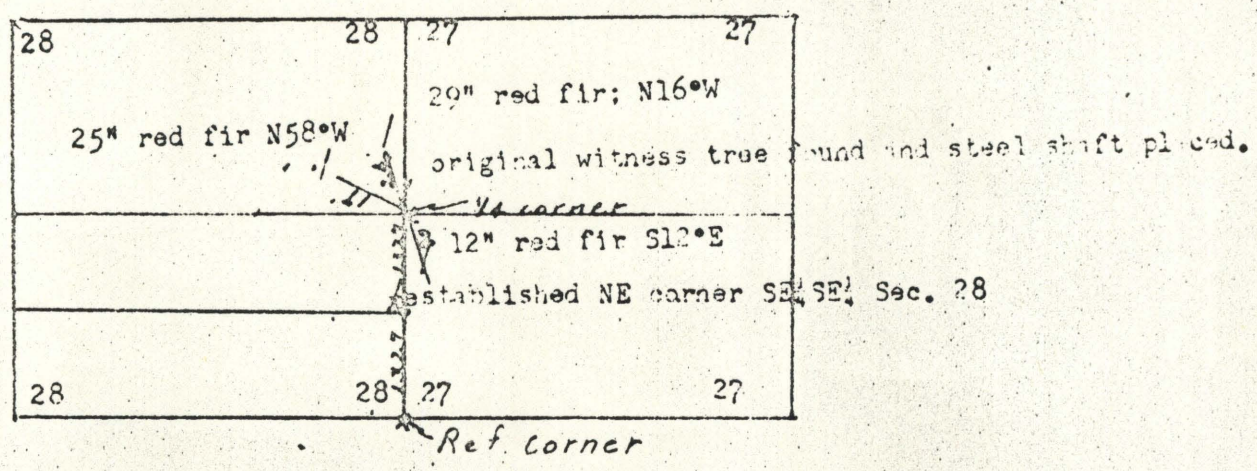 28 28 27 27
29" red fir; N16°W
25" red fir N58°W
original witness tree found and steel shaft placed.
1/4 corner
12" red fir S12°E
established NE corner SE¼SE¼ Sec. 28
28 28 27 27
Ref. corner